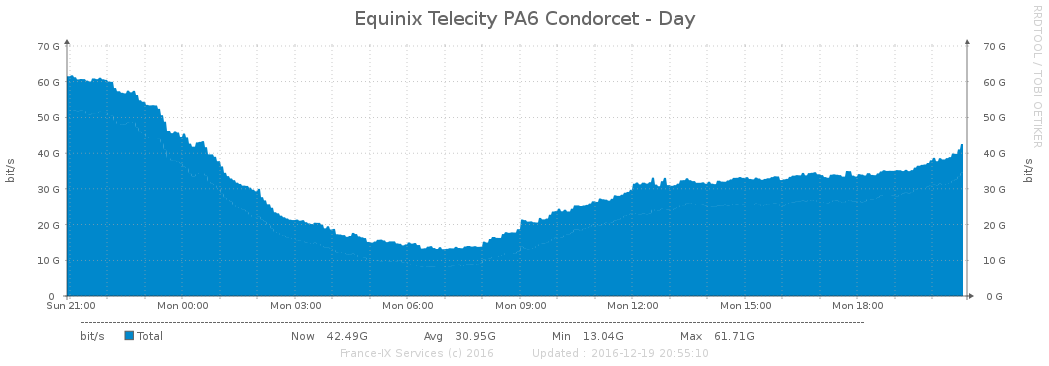 Equinix Telecity PA6 Condorcet - Day
RRDTOOL / TOBI OETIKER
bit/s
70 G 70 G
60 G 60 G
50 G 50 G
40 G 40 G
30 G 30 G
20 G 20 G
10 G 10 G
0 0 G
bit/s
Sun 21:00 Mon 00:00 Mon 03:00 Mon 06:00 Mon 09:00 Mon 12:00 Mon 15:00 Mon 18:00
bit/s Total Now 42.49G Avg 30.95G Min 13.04G Max 61.71G
France-IX Services (c) 2016 Updated : 2016-12-19 20:55:10